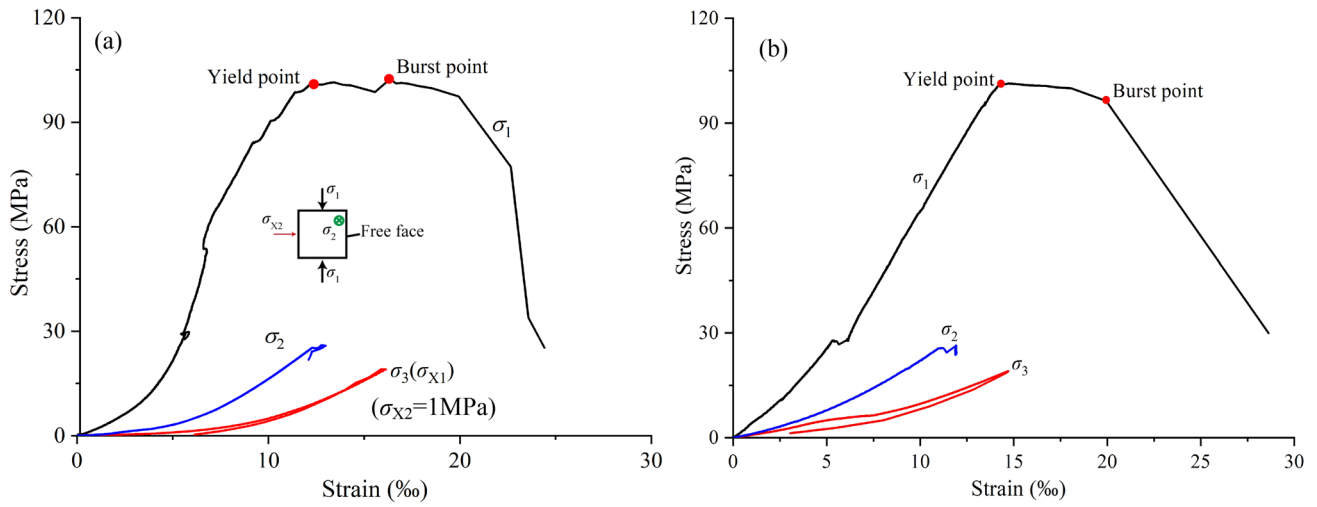 (a)
120
90
60
30
0
Stress (MPa)
Yield point
Burst point
σ1
σ1
σX2
σ2
Free face
σ1
σ2
σ3(σX1)
(σX2=1MPa)
0
10
20
30
Strain (‰)
(b)
120
90
60
30
0
Stress (MPa)
Yield point
Burst point
σ1
σ2
σ3
0
5
10
15
20
25
30
Strain (‰)